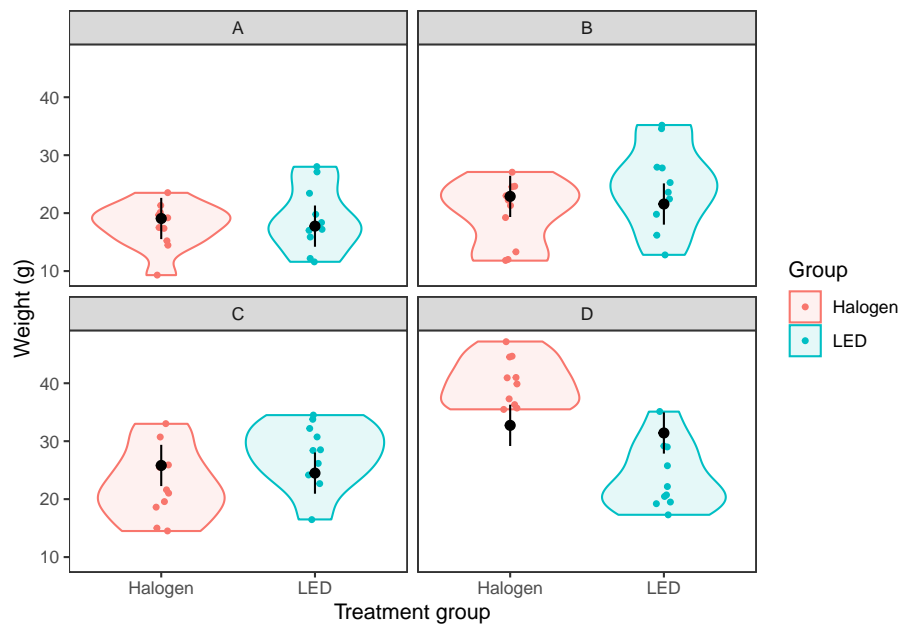 A
B
40
30
20
10
C
D
40
30
20
10
Halogen
LED
Halogen
LED
Treatment group
Weight (g)
Group
Halogen
LED